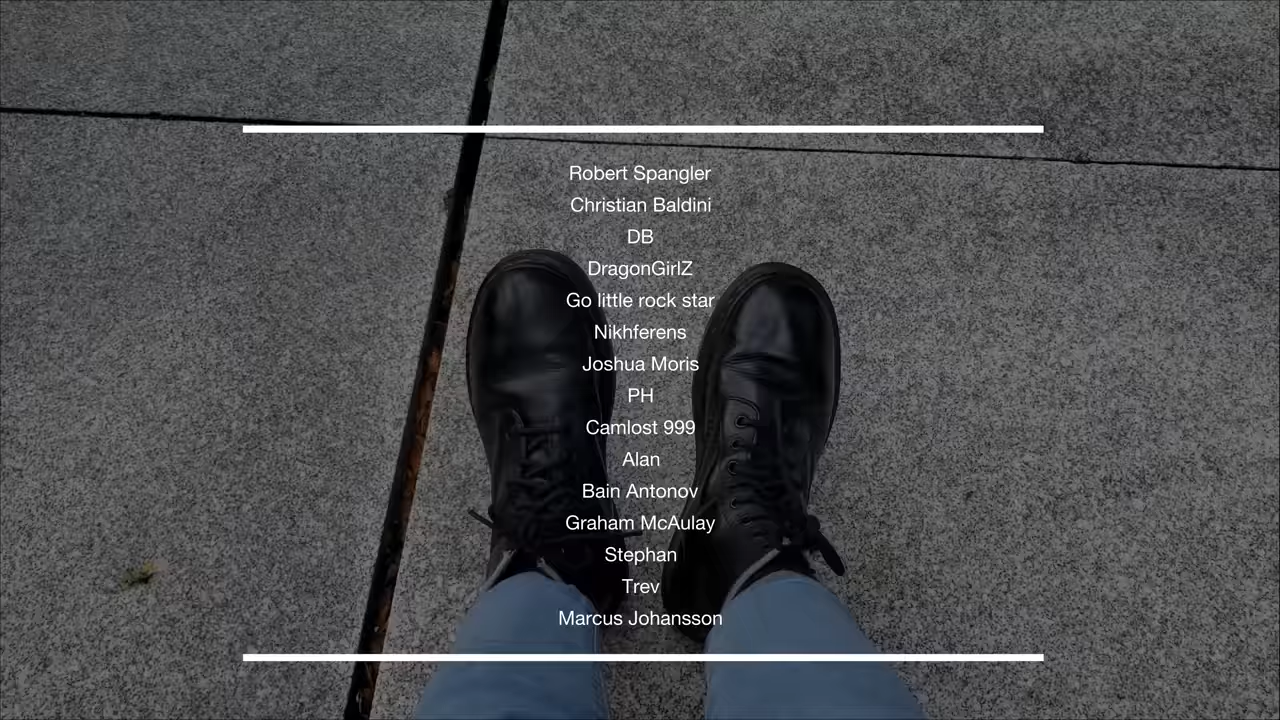 Robert Spangler
Christian Baldini
DB
DragonGirlZ
Go little rock star
Nikhferens
Joshua Moris
PH
Camlost 999
Alan
Bain Antonov
Graham McAulay
Stephan
Trev
Marcus Johansson